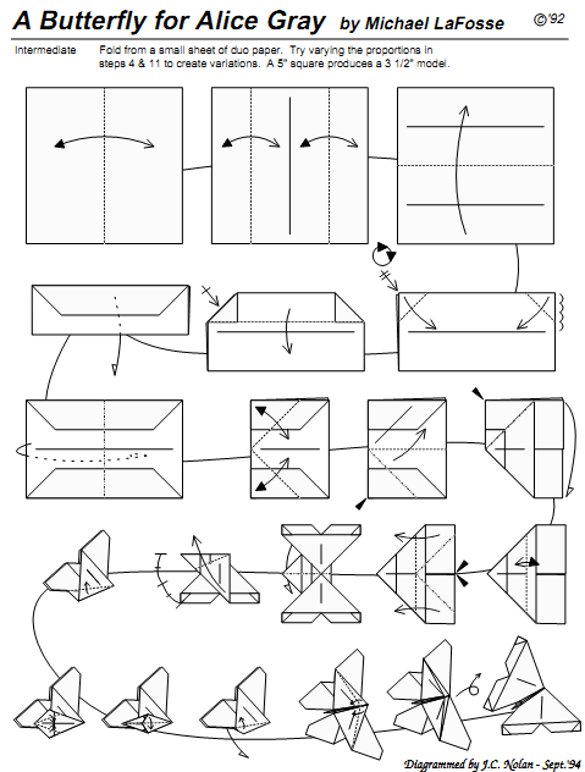 A Butterfly for Alice Gray by Michael LaFosse ©'92
Intermediate Fold from a small sheet of duo paper. Try varying the proportions in
steps 4 & 11 to create variations. A 5" square produces a 3 1/2" model.
Diagrammed by J.C. Nolan - Sept.'94